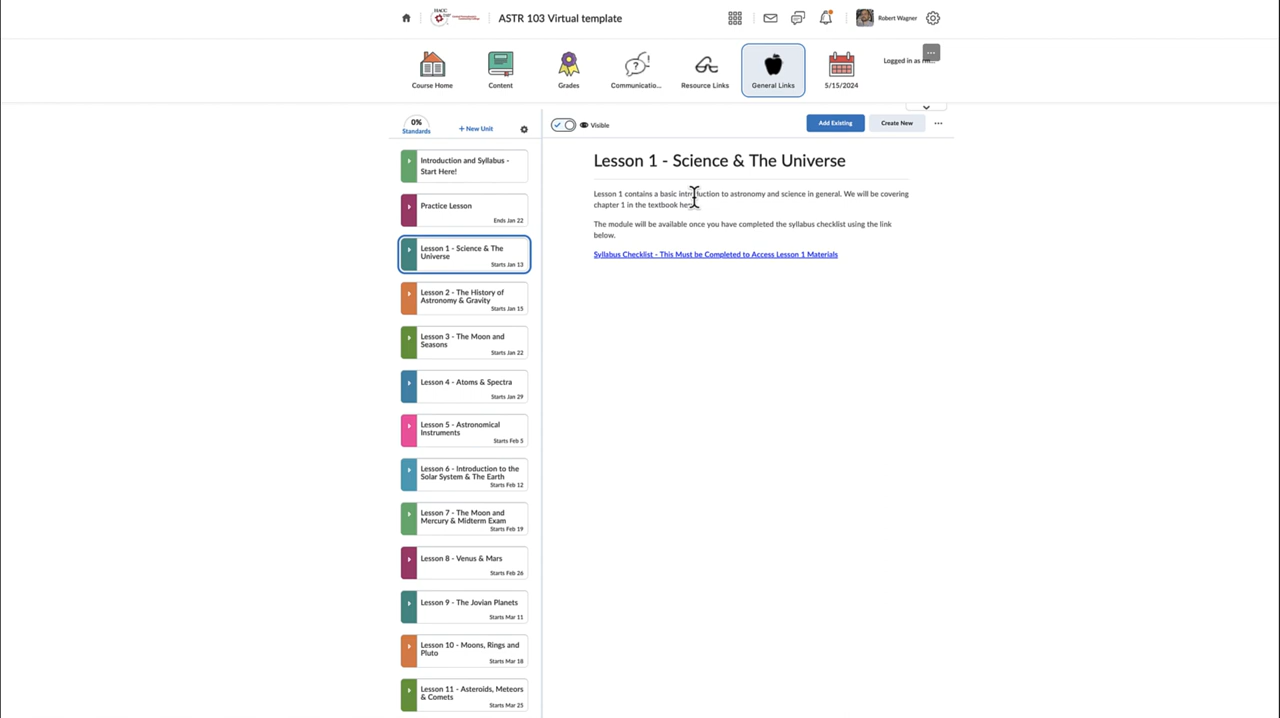 HACC
ASTR 103 Virtual template
Robert Wagner
Course Home
Content
Grades
Communicatio...
Resource Links
General Links
5/15/2024
Logged in as
0%
Standards
+ New Unit
Visible
Add Existing
Create New
Introduction and Syllabus -
Start Here!
Practice Lesson
Ends Jan 22
Lesson 1 - Science & The
Universe
Starts Jan 13
Lesson 2 - The History of
Astronomy & Gravity
Starts Jan 15
Lesson 3 - The Moon and
Seasons
Starts Jan 22
Lesson 4 - Atoms & Spectra
Starts Jan 29
Lesson 5 - Astronomical
Instruments
Starts Feb 5
Lesson 6 - Introduction to the
Solar System & The Earth
Starts Feb 12
Lesson 7 - The Moon and
Mercury & Midterm Exam
Starts Feb 19
Lesson 8 - Venus & Mars
Starts Feb 26
Lesson 9 - The Jovian Planets
Starts Mar 11
Lesson 10 - Moons, Rings and
Pluto
Starts Mar 18
Lesson 11 - Asteroids, Meteors
& Comets
Starts Mar 25
Lesson 1 - Science & The Universe
Lesson 1 contains a basic introduction to astronomy and science in general. We will be covering
chapter 1 in the textbook
The module will be available once you have completed the syllabus checklist using the link
below.
Syllabus Checklist - This Must be Completed to Access Lesson 1 Materials